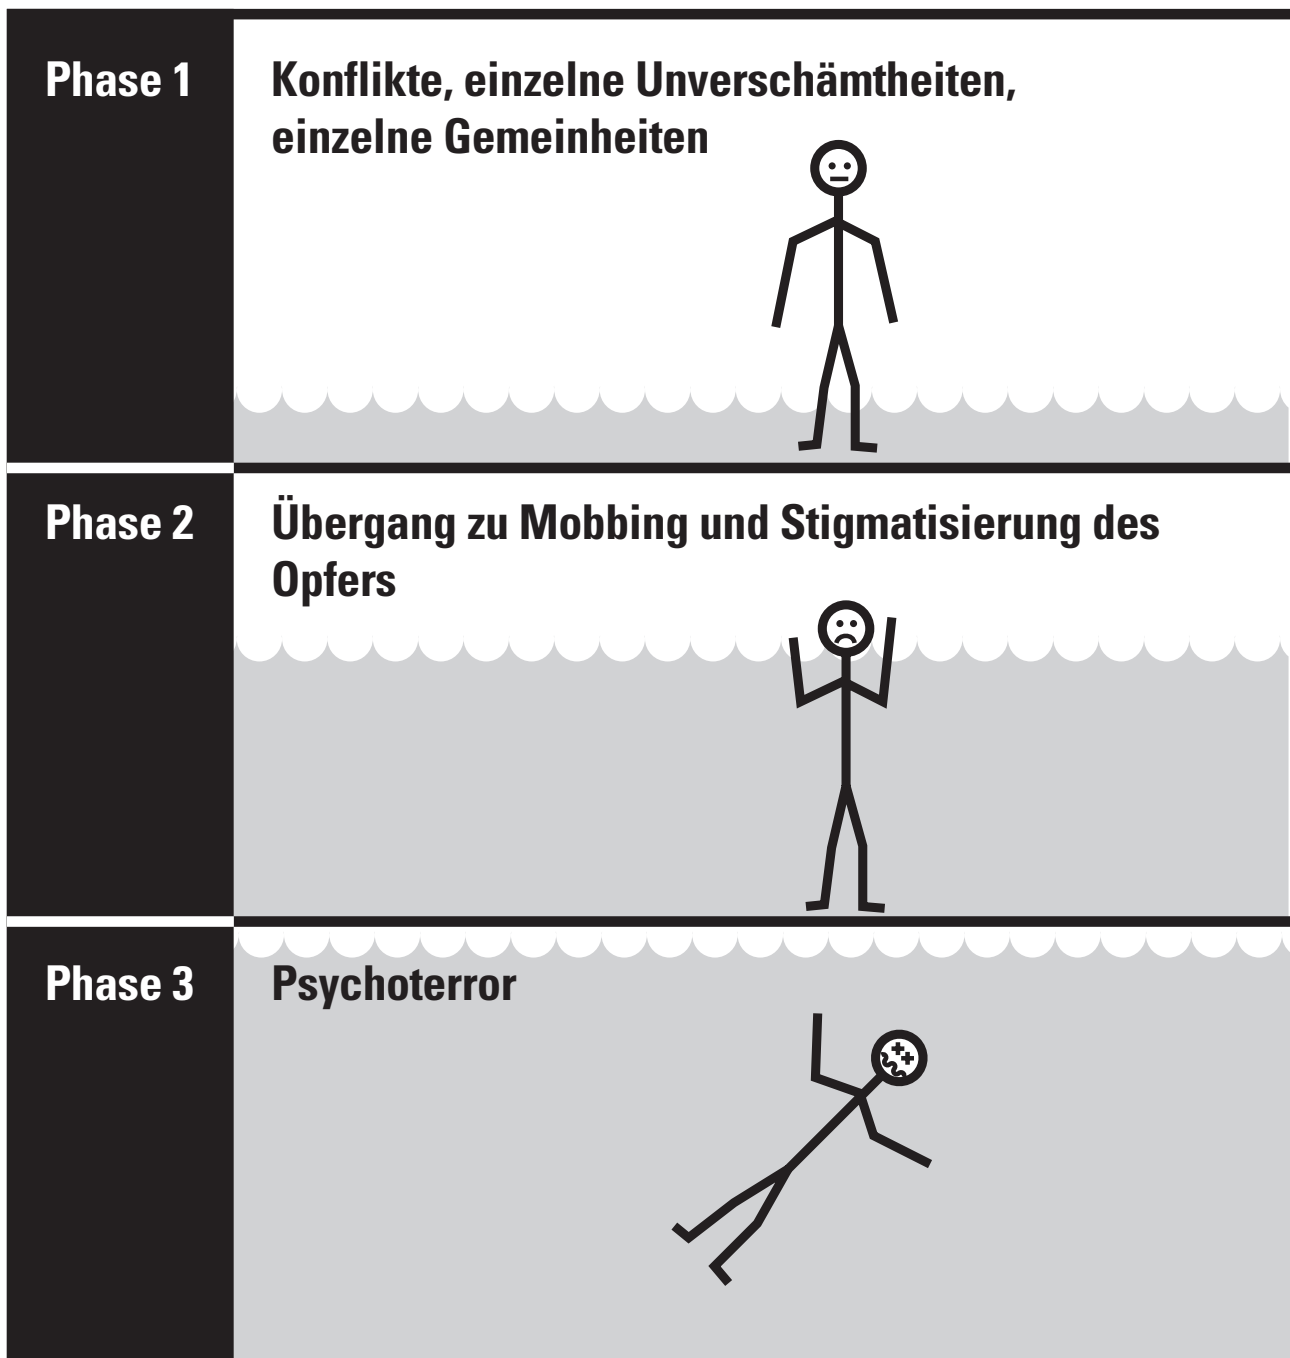 Phase 1
Konflikte, einzelne Unverschämtheiten,
einzelne Gemeinheiten
Phase 2
Übergang zu Mobbing und Stigmatisierung des
Opfers
Phase 3
Psychoterror